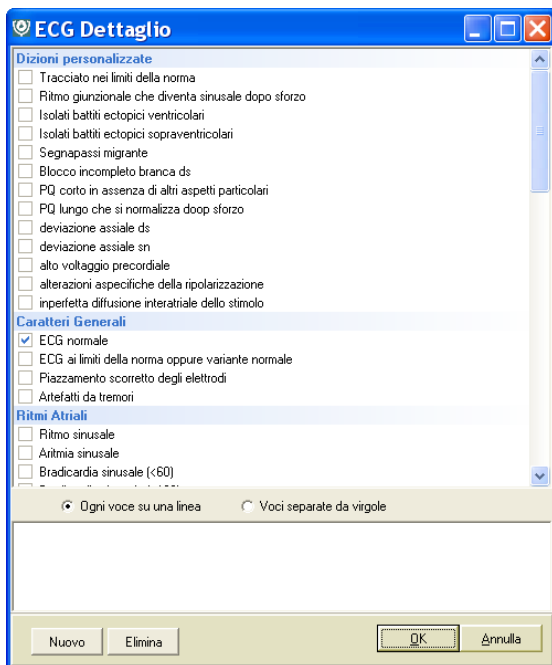 ECG Dettaglio
Dizioni personalizzate
Tracciato nei limiti della norma
Ritmo giunzionale che diventa sinusale dopo sforzo
Isolati battiti ectopici ventricolari
Isolati battiti ectopici sopraventricolari
Segnapassi migrante
Blocco incompleto branca ds
PQ corto in assenza di altri aspetti particolari
PQ lungo che si normalizza doop sforzo
deviazione assiale ds
deviazione assiale sn
alto voltaggio precordiale
alterazioni aspecifiche della ripolarizzazione
inperfetta diffusione interatriale dello stimolo
Caratteri Generali
ECG normale
ECG ai limiti della norma oppure variante normale
Piazzamento scorretto degli elettrodi
Artefatti da tremori
Ritmi Atriali
Ritmo sinusale
Aritmia sinusale
Bradicardia sinusale (<60)
Ogni voce su una linea Voci separate da virgole
Nuovo Elimina OK Annulla